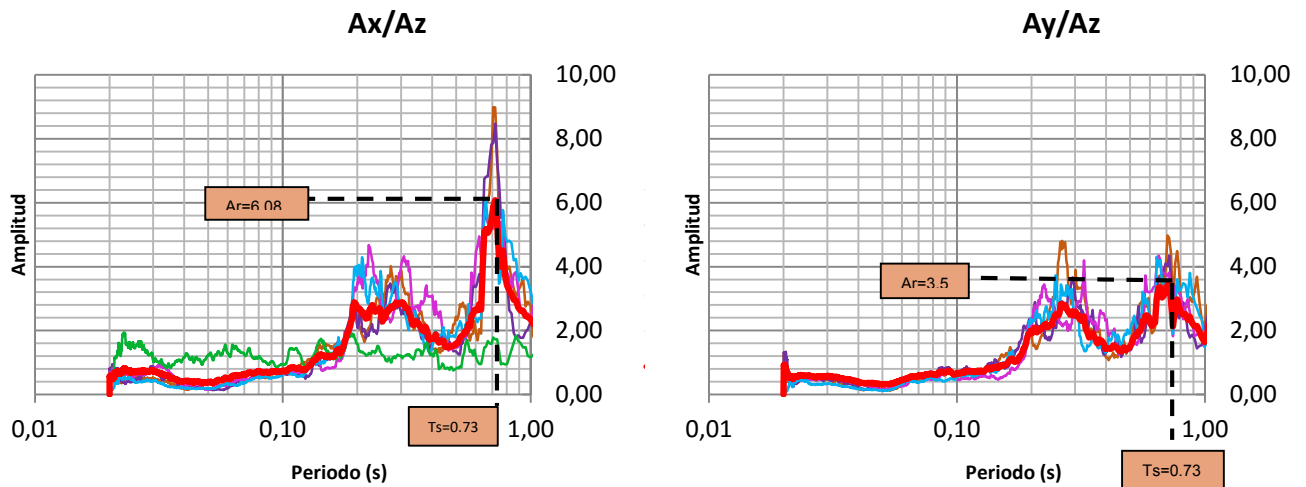 Ax/Az
10,00
8,00
6,00
4,00
2,00
0,00
Amplitud
Ar=6.08
0,01
0,10
1,00
Ts=0.73
Periodo (s)
Ay/Az
10,00
8,00
6,00
4,00
2,00
0,00
Amplitud
Ar=3.5
0,01
0,10
1,00
Periodo (s)
Ts=0.73